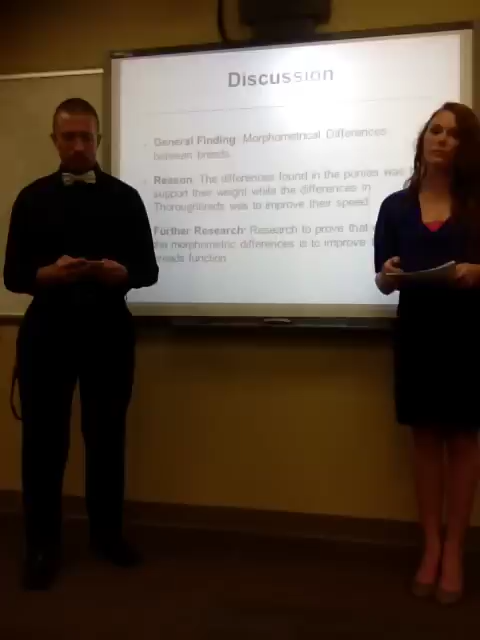 Discussion
General Finding: Morphometrical Differences
between breeds.
Reason: The differences found in the ponies was
support their weight while the differences in
Thoroughbreds was to improve their speed.
Further Research: Research to prove that
the morphometric differences is to improve
breeds function.